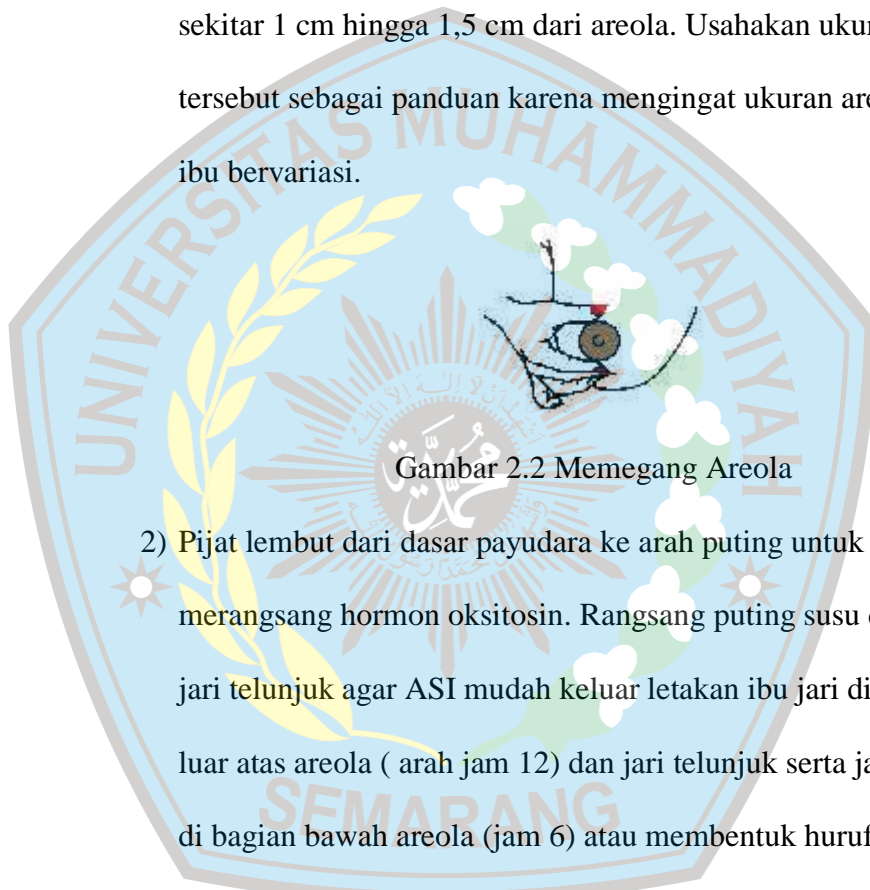 sekitar 1 cm hingga 1,5 cm dari areola. Usahakan
tersebut sebagai panduan karena mengingat ukuran
ibu bervariasi.
UNIVERSITAS MUHAMMADIYAH
Gambar 2.2 Memegang Areola
2) Pijat lembut dari dasar payudara ke arah puting untuk
merangsang hormon oksitosin. Rangsang puting susu
jari telunjuk agar ASI mudah keluar letakan ibu jari di
luar atas areola ( arah jam 12) dan jari telunjuk serta
di bagian bawah areola (jam 6) atau membentuk huruf
SEMARANG